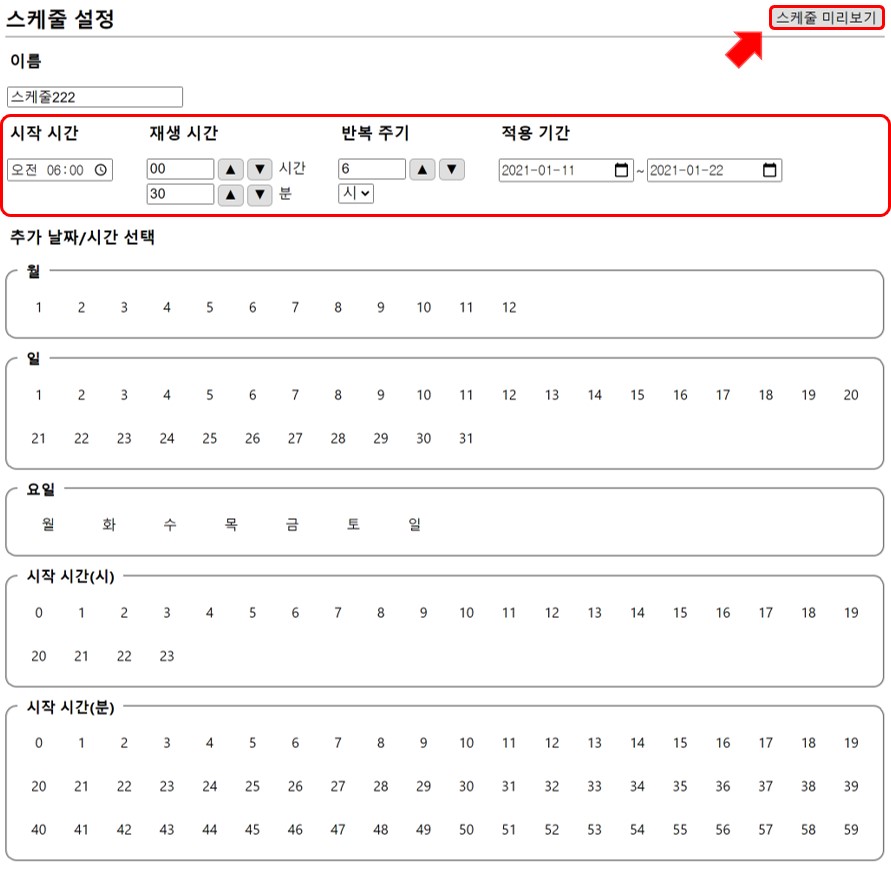 스케줄 설정 스케줄 미리보기
이름
스케줄222
시작 시간 재생 시간 반복 주기 적용 기간
오전 06:00 00 ▲ ▼ 시간 6 ▲ ▼ 2021-01-11 ~ 2021-01-22
30 ▲ ▼ 분 시
추가 날짜/시간 선택
월
1 2 3 4 5 6 7 8 9 10 11 12
일
1 2 3 4 5 6 7 8 9 10 11 12 13 14 15 16 17 18 19 20
21 22 23 24 25 26 27 28 29 30 31
요일
월 화 수 목 금 토 일
시작 시간(시)
0 1 2 3 4 5 6 7 8 9 10 11 12 13 14 15 16 17 18 19
20 21 22 23
시작 시간(분)
0 1 2 3 4 5 6 7 8 9 10 11 12 13 14 15 16 17 18 19
20 21 22 23 24 25 26 27 28 29 30 31 32 33 34 35 36 37 38 39
40 41 42 43 44 45 46 47 48 49 50 51 52 53 54 55 56 57 58 59